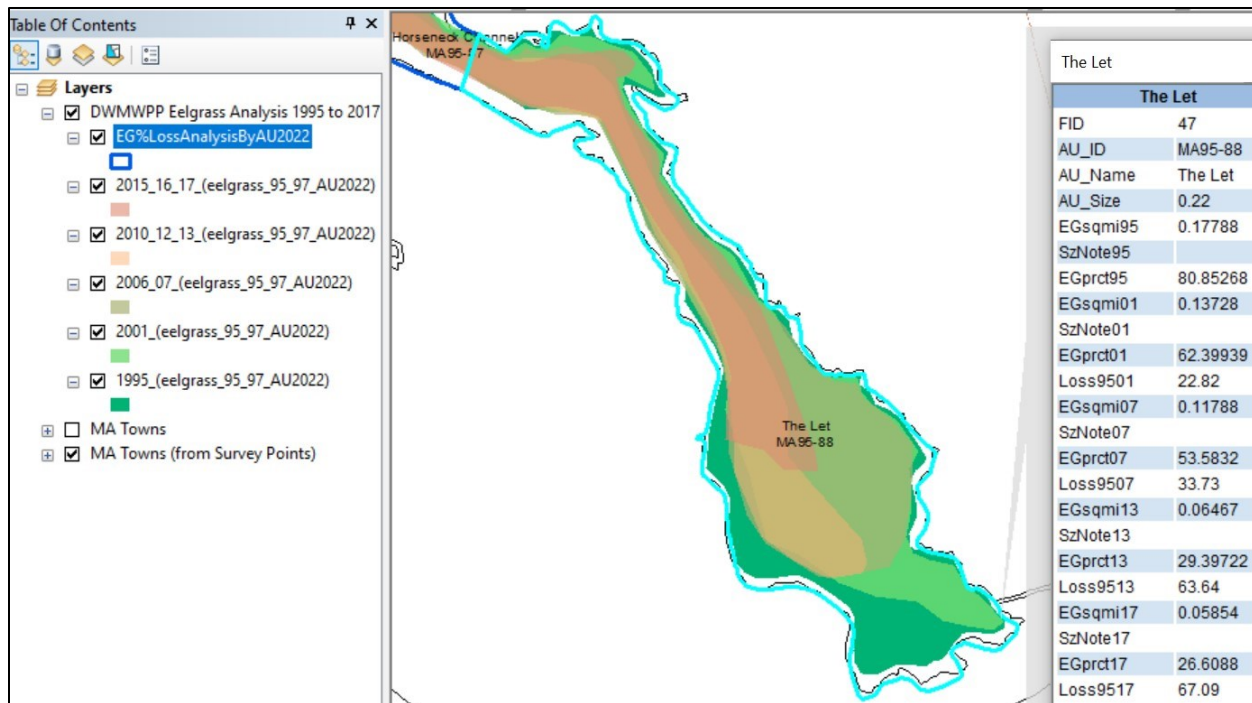 Table Of Contents
Layers
DWMWPP Eelgrass Analysis 1995 to 2017
EG%LossAnalysisByAU2022
2015_16_17_(eelgrass_95_97_AU2022)
2010_12_13_(eelgrass_95_97_AU2022)
2006_07_(eelgrass_95_97_AU2022)
2001_(eelgrass_95_97_AU2022)
1995_(eelgrass_95_97_AU2022)
MA Towns
MA Towns (from Survey Points)
Horseneck Channel
MA95-87
The Let
MA95-88
The Let
The Let
FID 47
AU_ID MA95-88
AU_Name The Let
AU_Size 0.22
EGsqmi95 0.17788
SzNote95
EGprct95 80.85268
EGsqmi01 0.13728
SzNote01
EGprct01 62.39939
Loss9501 22.82
EGsqmi07 0.11788
SzNote07
EGprct07 53.5832
Loss9507 33.73
EGsqmi13 0.06467
SzNote13
EGprct13 29.39722
Loss9513 63.64
EGsqmi17 0.05854
SzNote17
EGprct17 26.6088
Loss9517 67.09